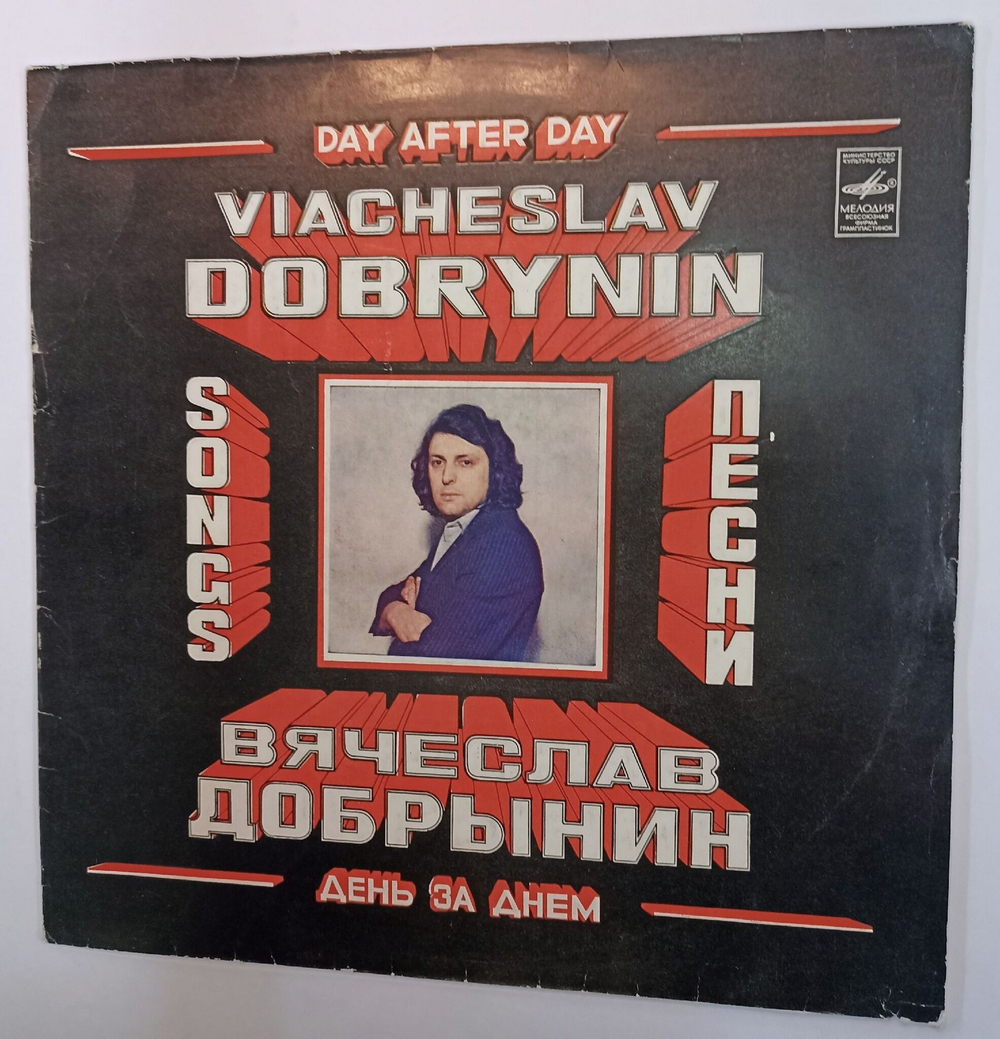 DAY AFTER DAY
МИНИСТЕРСТВО
КУЛЬТУРЫ СССР
®
МЕЛОДИЯ
ВСЕСОЮЗНАЯ
ФИРМА
ГРАМПЛАСТИНОК
VIACHESLAV
DOBRYNIN
SONGS
ПЕСНИ
ВЯЧЕСЛАВ
ДОБРЫНИН
ДЕНЬ ЗА ДНЕМ